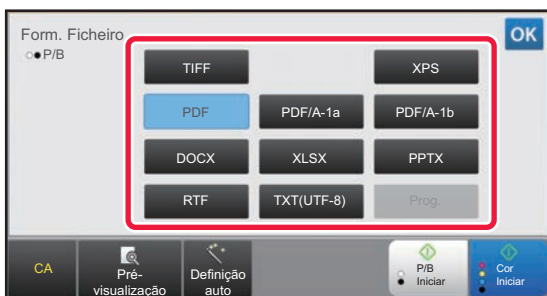 Form. Ficheiro
P/B
OK
TIFF
XPS
PDF
PDF/A-1a
PDF/A-1b
DOCX
XLSX
PPTX
RTF
TXT(UTF-8)
Prog.
CA
Pré-
visualização
Definição
auto
P/B
Iniciar
Cor
Iniciar